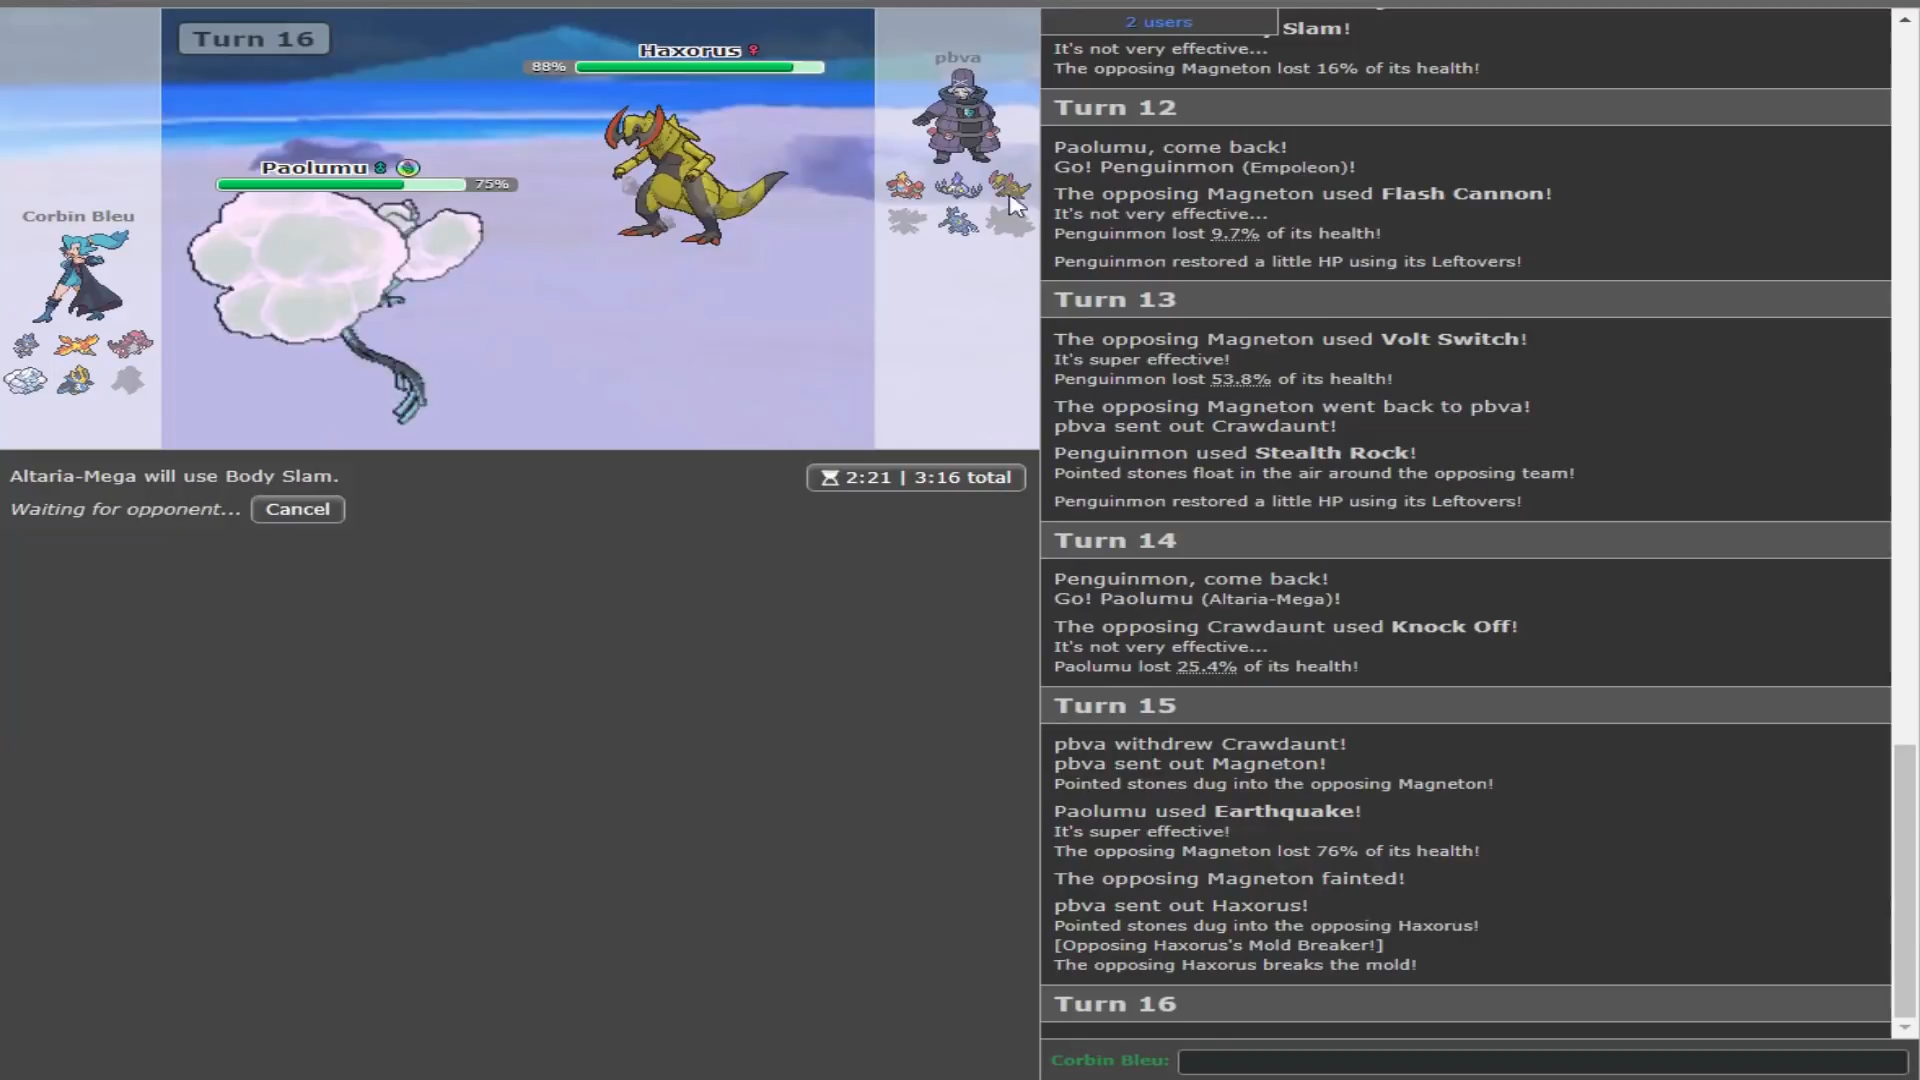 Turn 16
Haxorus ♀
88%
Paolumu
75%
Corbin Bleu
pbva
Altaria-Mega will use Body Slam.
2:21 | 3:16 total
Waiting for opponent... Cancel
2 users
Slam!
It's not very effective...
The opposing Magneton lost 16% of its health!
Turn 12
Paolumu, come back!
Go! Penguinmon (Empoleon)!
The opposing Magneton used Flash Cannon!
It's not very effective...
Penguinmon lost 9.7% of its health!
Penguinmon restored a little HP using its Leftovers!
Turn 13
The opposing Magneton used Volt Switch!
It's super effective!
Penguinmon lost 53.8% of its health!
The opposing Magneton went back to pbva!
pbva sent out Crawdaunt!
Penguinmon used Stealth Rock!
Pointed stones float in the air around the opposing team!
Penguinmon restored a little HP using its Leftovers!
Turn 14
Penguinmon, come back!
Go! Paolumu (Altaria-Mega)!
The opposing Crawdaunt used Knock Off!
It's not very effective...
Paolumu lost 25.4% of its health!
Turn 15
pbva withdrew Crawdaunt!
pbva sent out Magneton!
Pointed stones dug into the opposing Magneton!
Paolumu used Earthquake!
It's super effective!
The opposing Magneton lost 76% of its health!
The opposing Magneton fainted!
pbva sent out Haxorus!
Pointed stones dug into the opposing Haxorus!
[Opposing Haxorus's Mold Breaker!]
The opposing Haxorus breaks the mold!
Turn 16
Corbin Bleu: